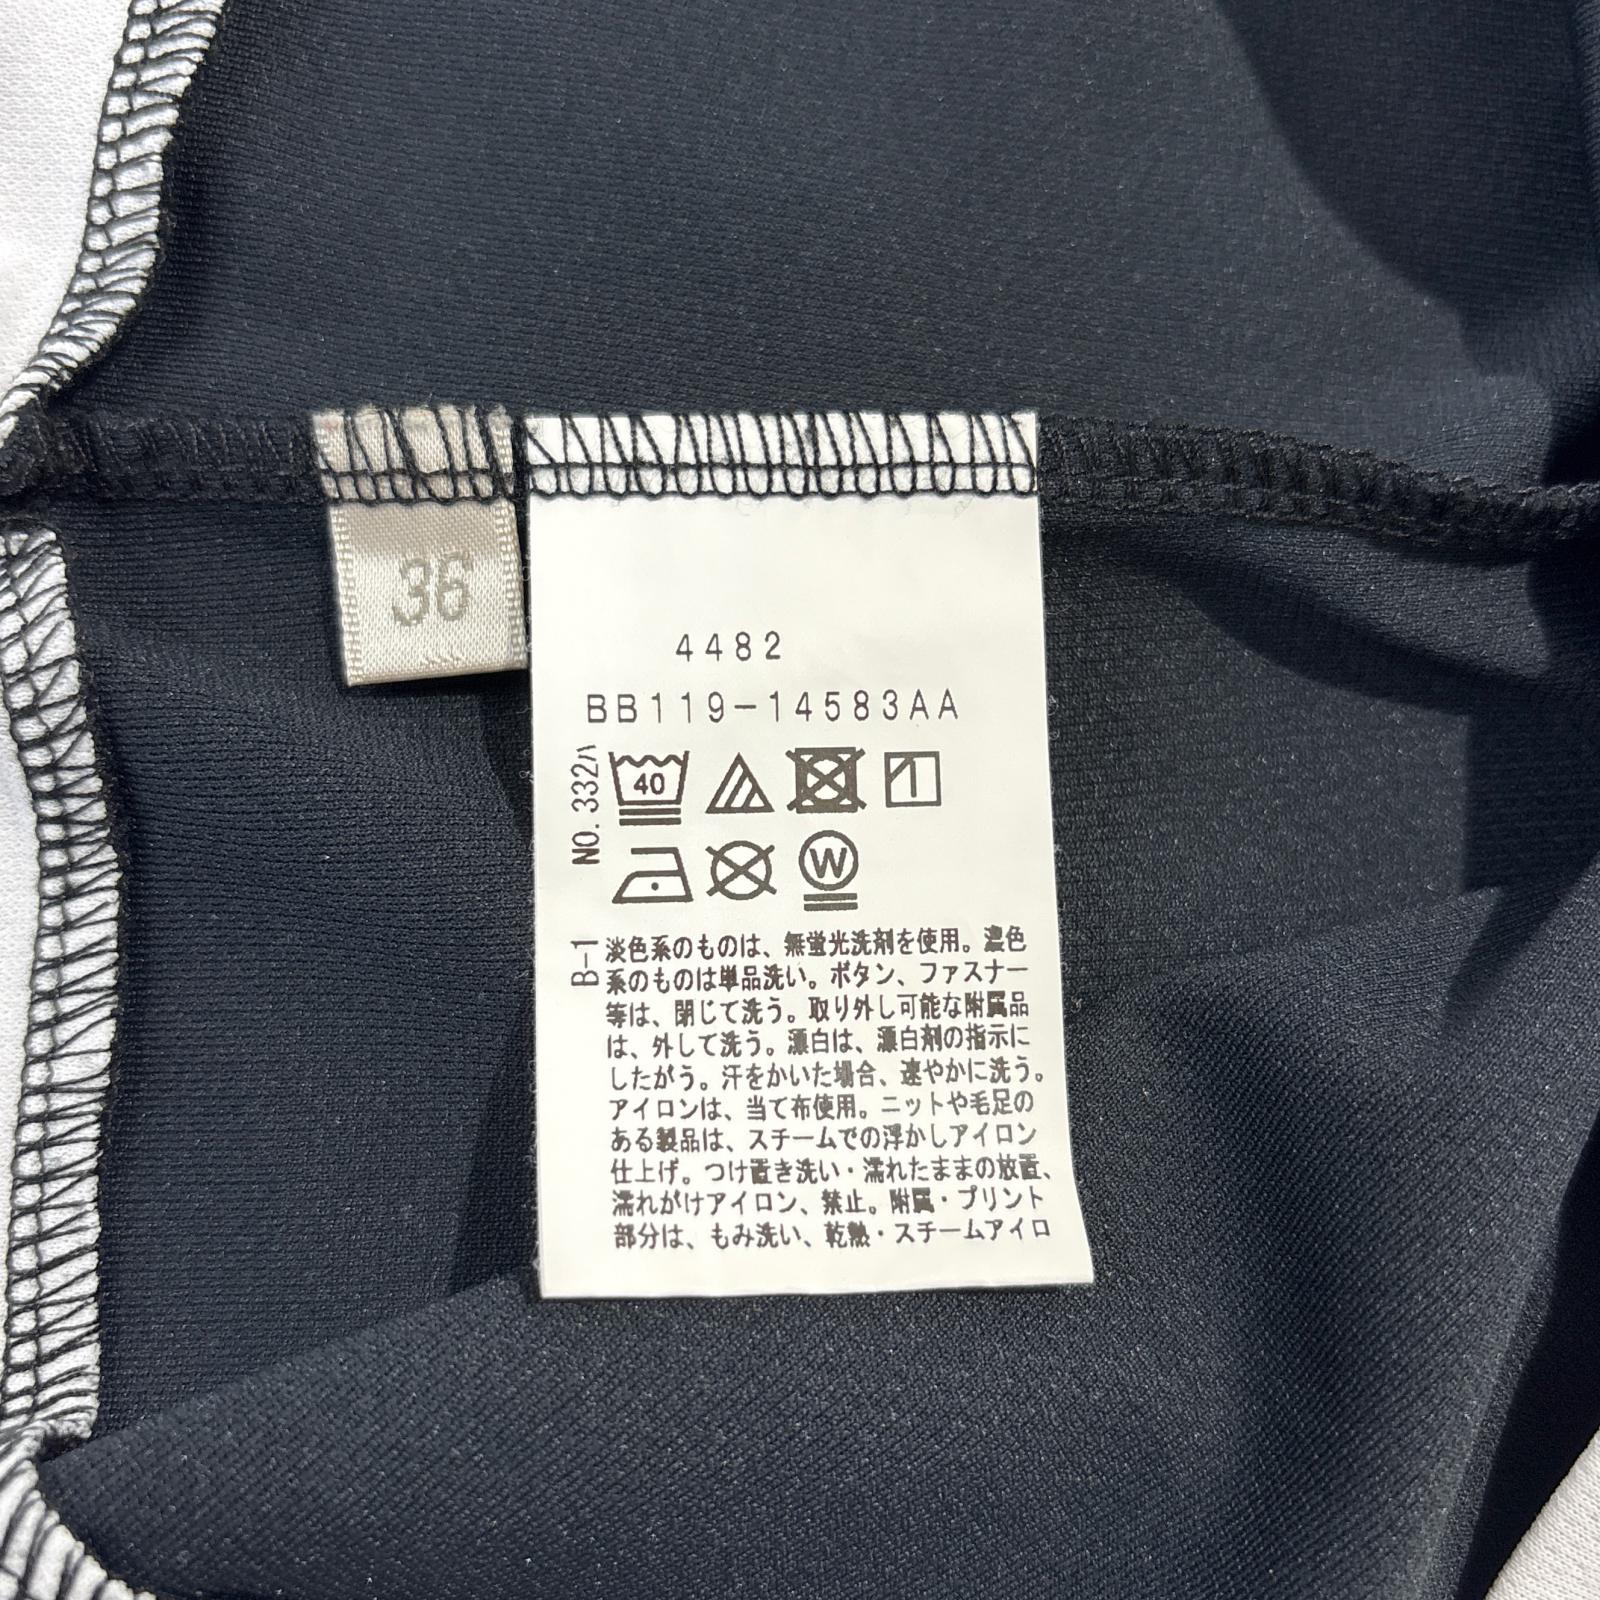 36
4482
BB119-14583AA
NO.332ハ
40
W
B-1
淡色系のものは、無蛍光洗剤を使用。濃色
系のものは単品洗い。ボタン、ファスナー
等は、閉じて洗う。取り外し可能な附属品
は、外して洗う。漂白は、漂白剤の指示に
したがう。汗をかいた場合、速やかに洗う。
アイロンは、当て布使用。ニットや毛足の
ある製品は、スチームでの浮かしアイロン
仕上げ。つけ置き洗い・濡れたままの放置、
濡れがけアイロン、禁止。附属・プリント
部分は、もみ洗い、乾熱・スチームアイロ